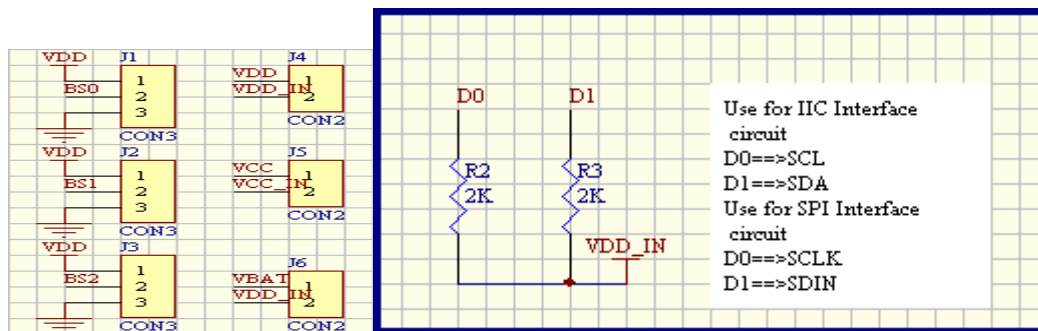 VDD
J1
1
BS0
2
3
CON3
VDD
J2
1
BS1
2
3
CON3
VDD
J3
1
BS2
2
3
CON3
J4
VDD
1
VDD_IN
2
CON2
J5
VCC
1
VCC_IN
2
CON2
J6
VBAT
1
VDD_IN
2
CON2
D0
D1
R2
R3
2K
2K
VDD_IN
Use for IIC Interface
circuit
D0==>SCL
D1==>SDA
Use for SPI Interface
circuit
D0==>SCLK
D1==>SDIN